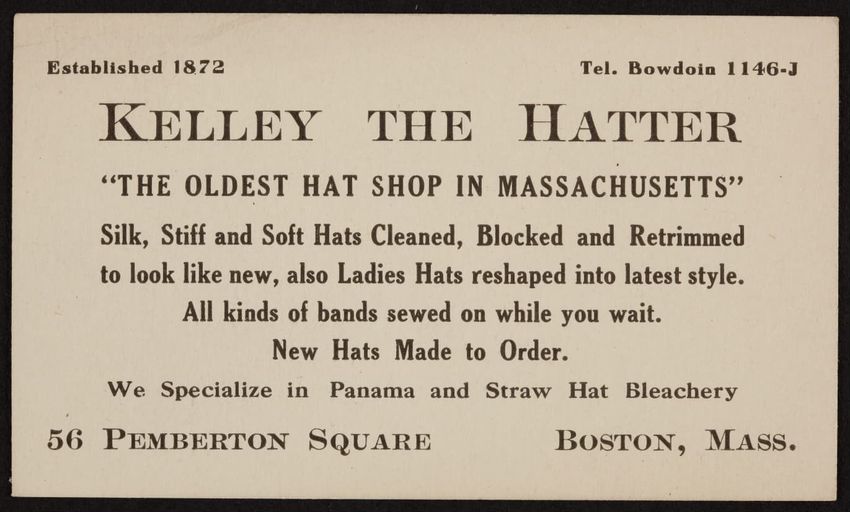 Established 1872
Tel. Bowdoin 1146-J
KELLEY THE HATTER
"THE OLDEST HAT SHOP IN MASSACHUSETTS"
Silk, Stiff and Soft Hats Cleaned, Blocked and Retrimmed
to look like new, also Ladies Hats reshaped into latest style.
All kinds of bands sewed on while you wait.
New Hats Made to Order.
We Specialize in Panama and Straw Hat Bleachery
56 PEMBERTON SQUARE
BOSTON, MASS.